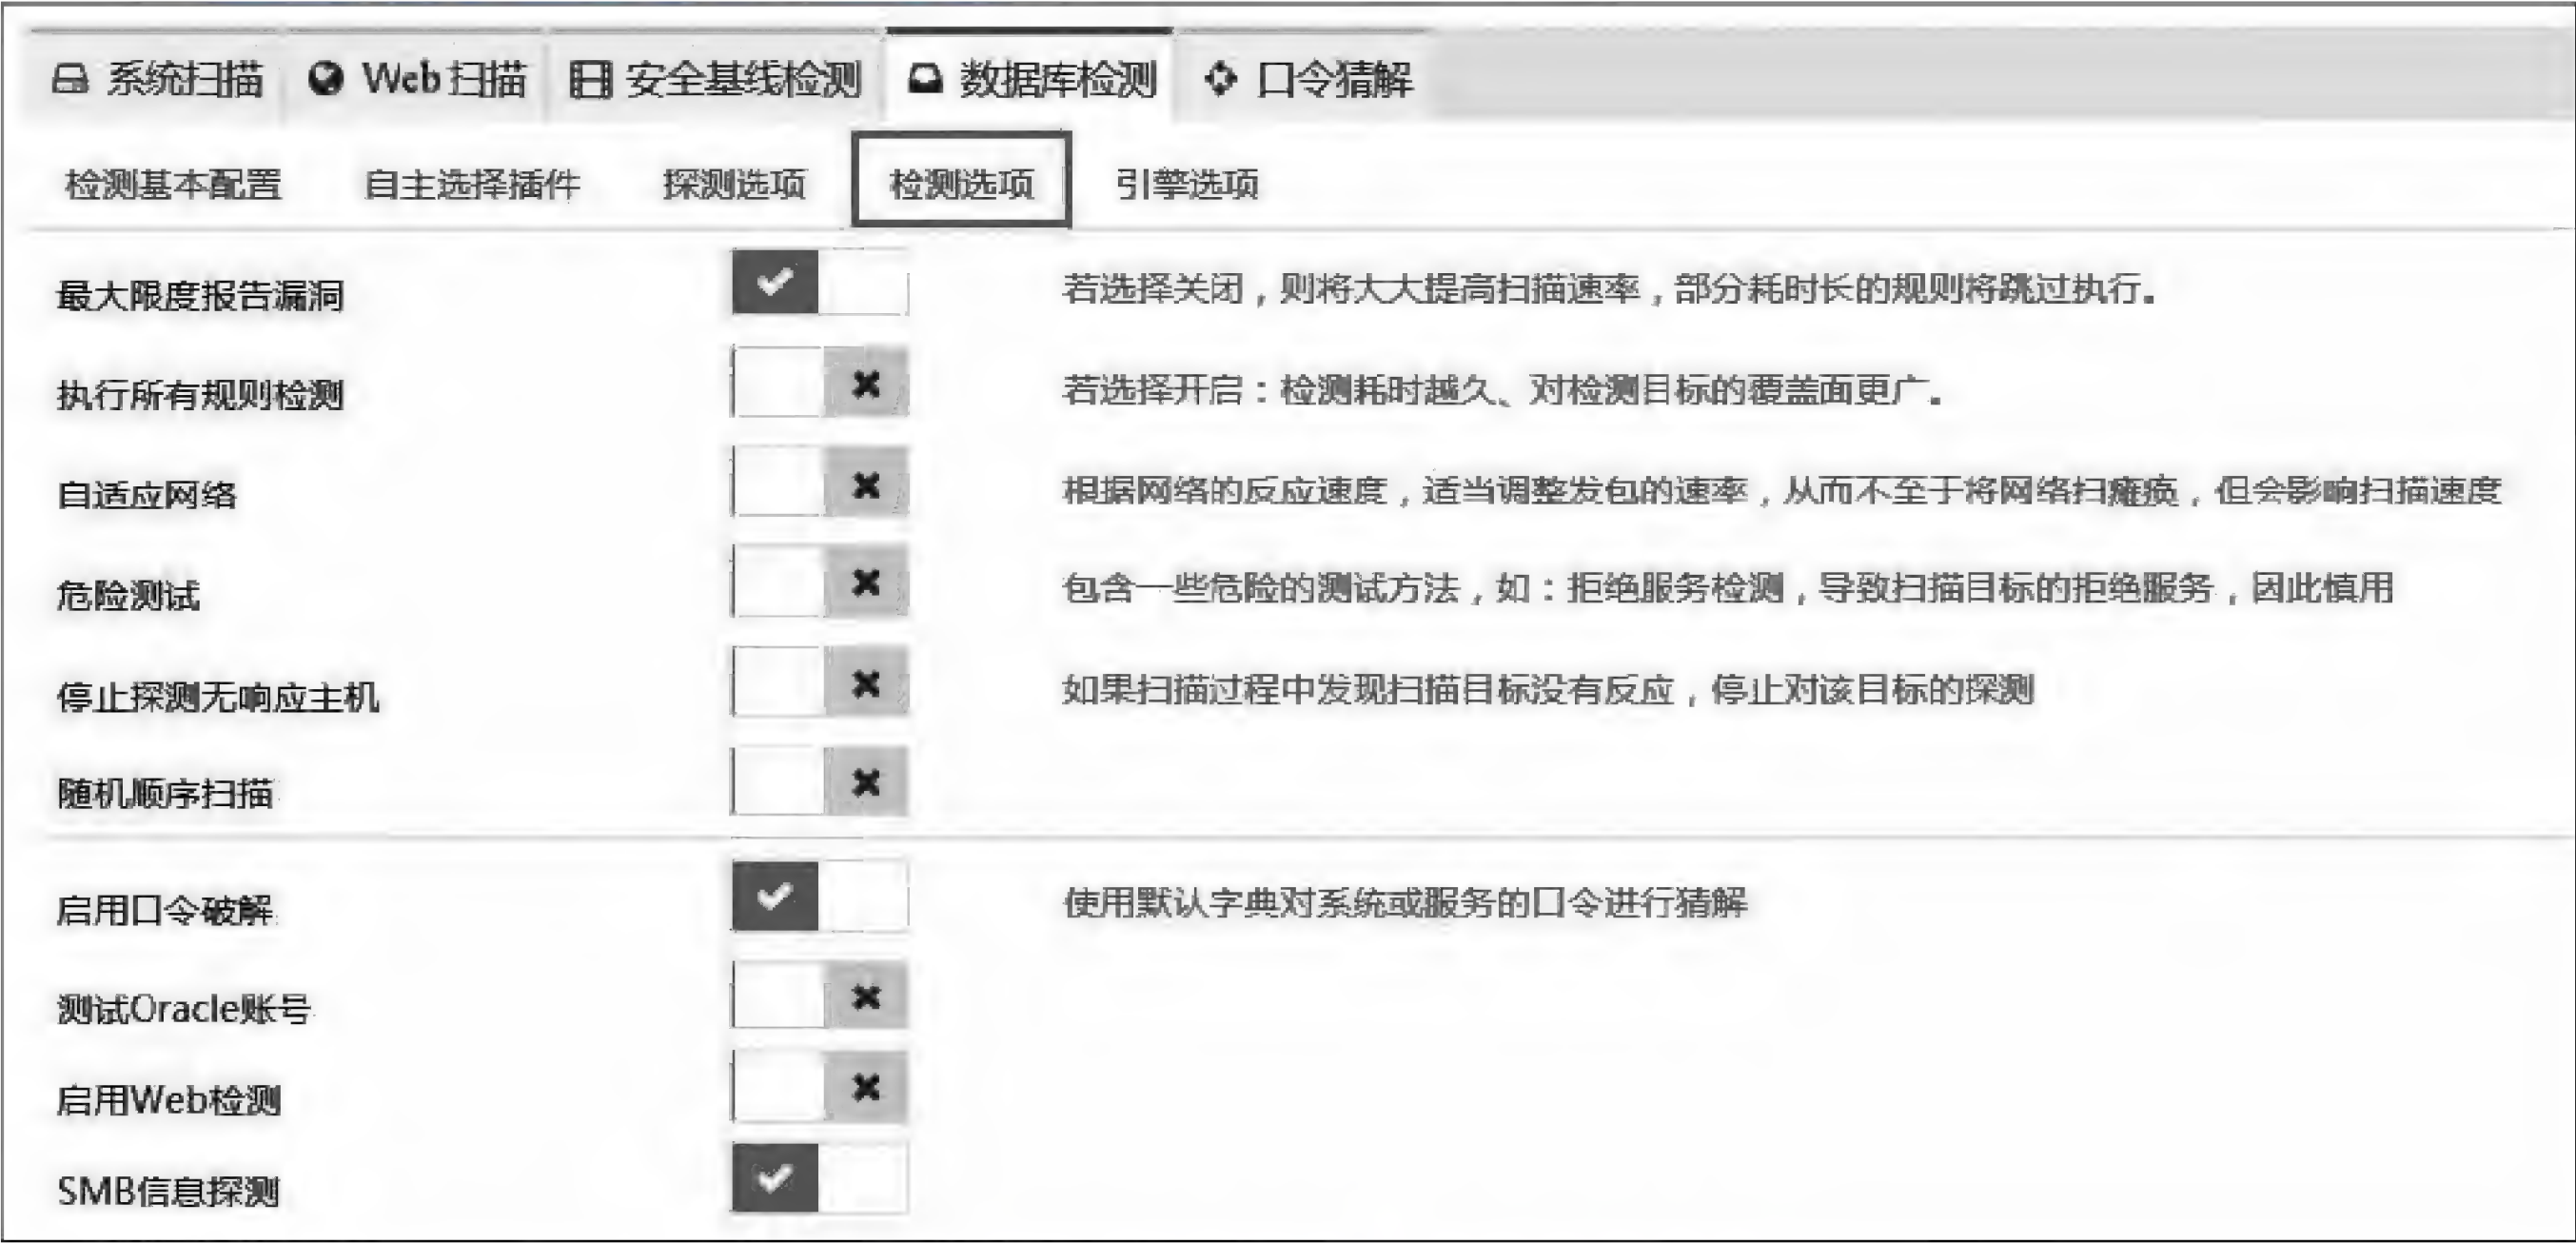 系统扫描 Web 扫描 安全基线检测 数据库检测 口令猜解
检测基本配置 自主选择插件 探测选项 检测选项 引擎选项
最大限度报告漏洞 若选择关闭，则将大大提高扫描速率，部分耗时长的规则将跳过执行。
执行所有规则检测 若选择开启：检测耗时越久、对检测目标的覆盖面更广。
自适应网络 根据网络的反应速度，适当调整发包的速率，从而不至于将网络扫瘫痪，但会影响扫描速度
危险测试 包含一些危险的测试方法，如：拒绝服务检测，导致扫描目标的拒绝服务，因此慎用
停止探测无响应主机 如果扫描过程中发现扫描目标没有反应，停止对该目标的探测
随机顺序扫描
启用口令破解 使用默认字典对系统或服务的口令进行猜解
测试Oracle账号
启用Web检测
SMB信息探测